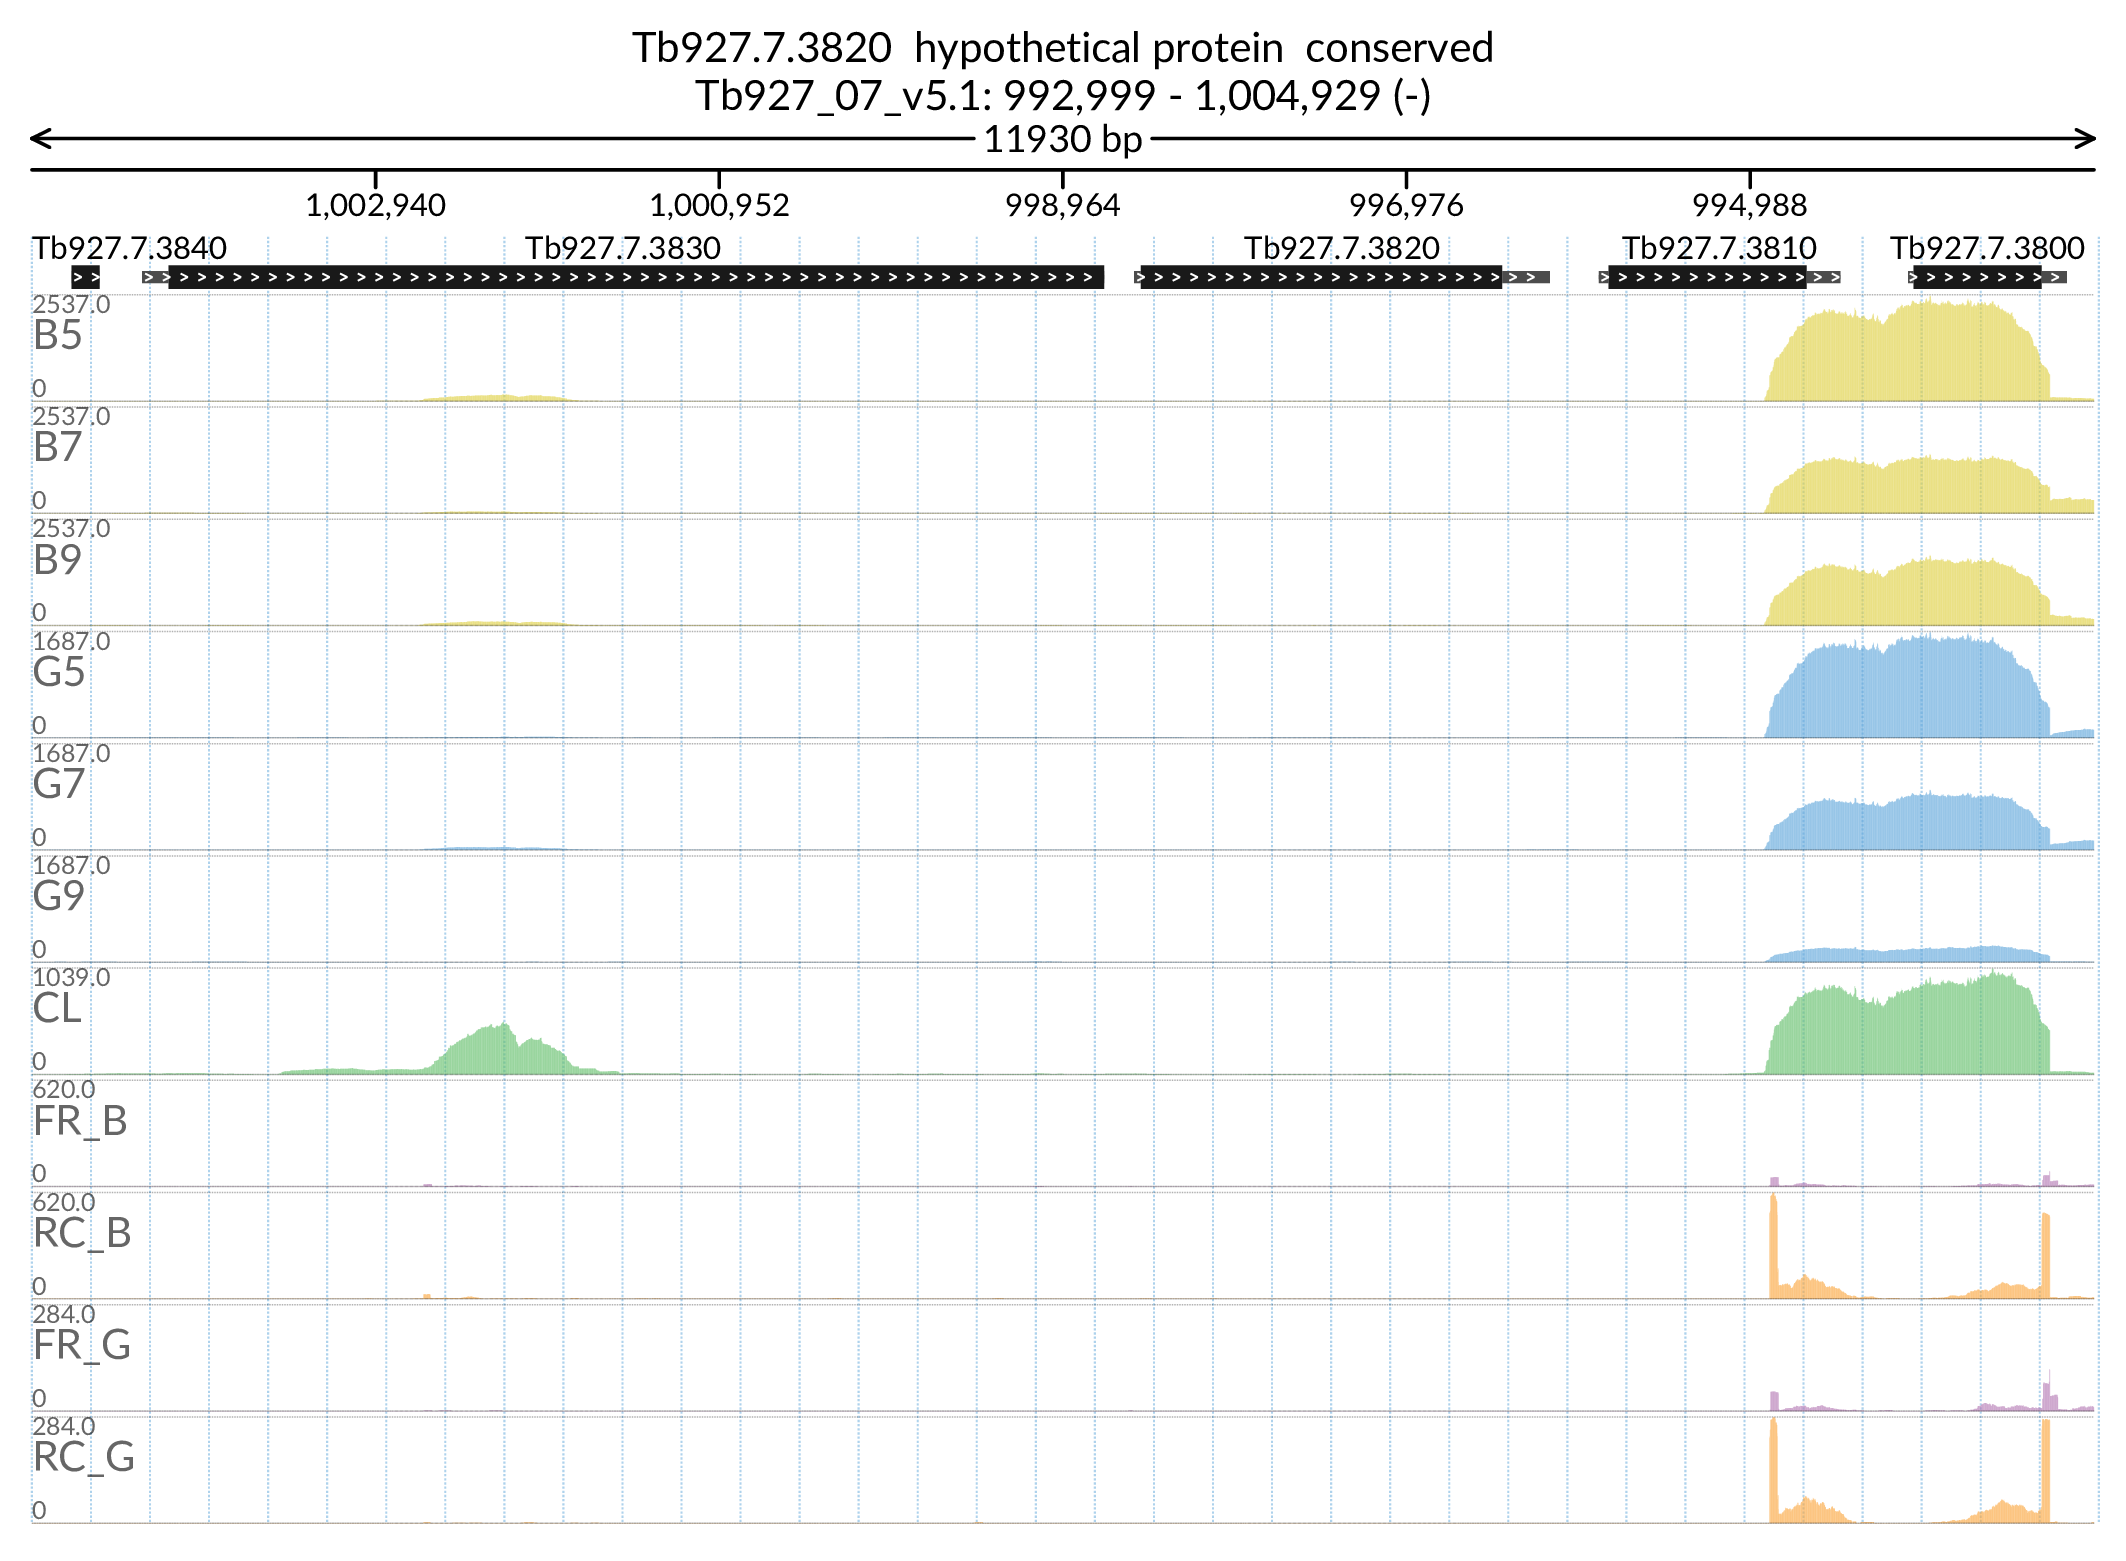 Tb927.7.3820  hypothetical protein  conserved
Tb927_07_v5.1: 992,999 - 1,004,929 (-)
11930 bp
1,002,940 1,000,952 998,964 996,976 994,988
Tb927.7.3840 Tb927.7.3830 Tb927.7.3820 Tb927.7.3810 Tb927.7.3800
2537.0
B5
0
2537.0
B7
0
2537.0
B9
0
1687.0
G5
0
1687.0
G7
0
1687.0
G9
0
1039.0
CL
0
620.0
FR_B
0
620.0
RC_B
0
284.0
FR_G
0
284.0
RC_G
0